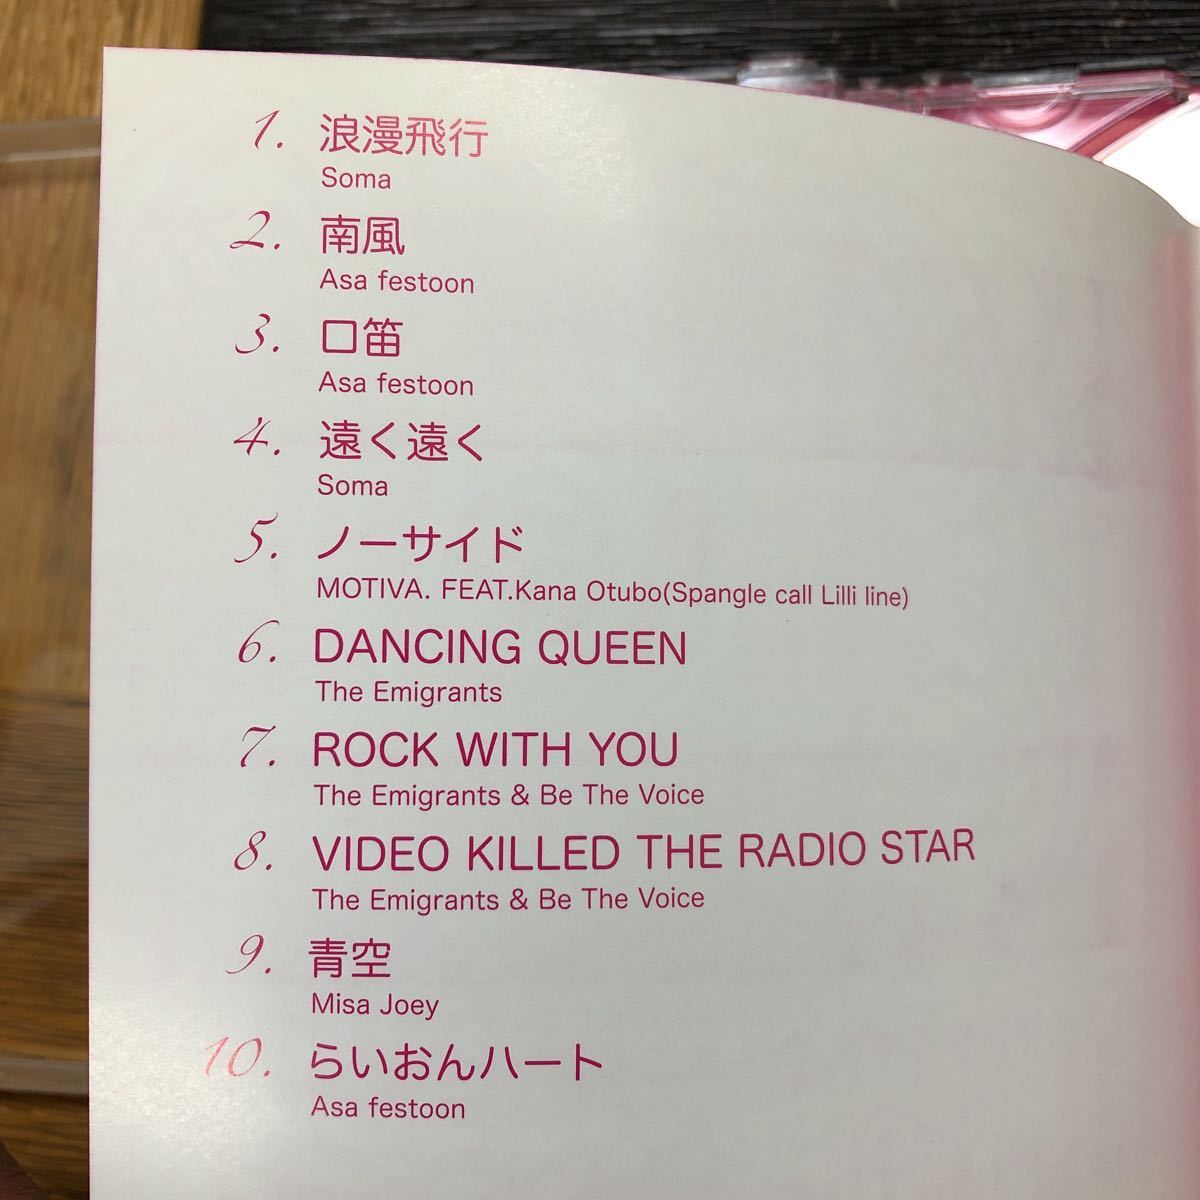 1. 浪漫飛行
Soma
2. 南風
Asa festoon
3. 口笛
Asa festoon
4. 遠く遠く
Soma
5. ノーサイド
MOTIVA. FEAT.Kana Otubo(Spangle call Lilli line)
6. DANCING QUEEN
The Emigrants
7. ROCK WITH YOU
The Emigrants & Be The Voice
8. VIDEO KILLED THE RADIO STAR
The Emigrants & Be The Voice
9. 青空
Misa Joey
10. らいおんハート
Asa festoon